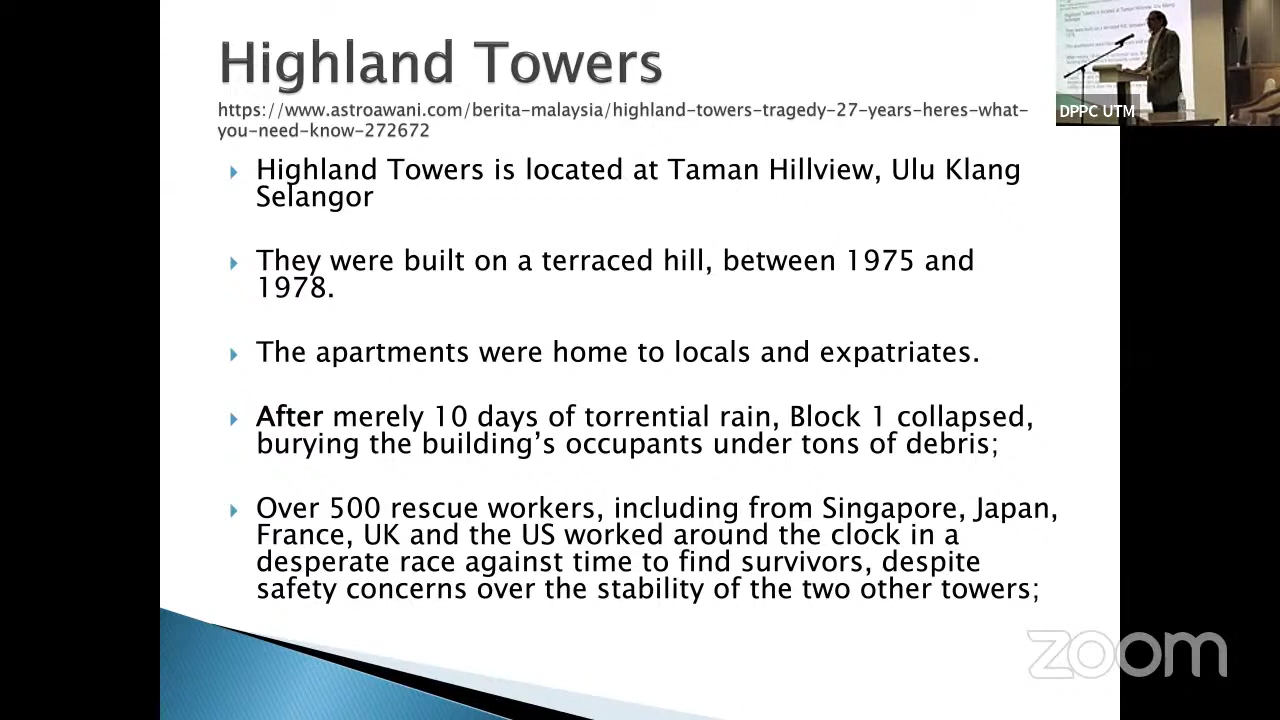 Highland Towers
https://www.astroawani.com/berita-malaysia/highland-towers-tragedy-27-years-heres-what-
you-need-know-272672
Highland Towers is located at Taman Hillview, Ulu Klang
Selangor
They were built on a terraced hill, between 1975 and
1978.
The apartments were home to locals and expatriates.
After merely 10 days of torrential rain, Block 1 collapsed,
burying the building’s occupants under tons of debris;
Over 500 rescue workers, including from Singapore, Japan,
France, UK and the US worked around the clock in a
desperate race against time to find survivors, despite
safety concerns over the stability of the two other towers;
DPPC UTM
zoom